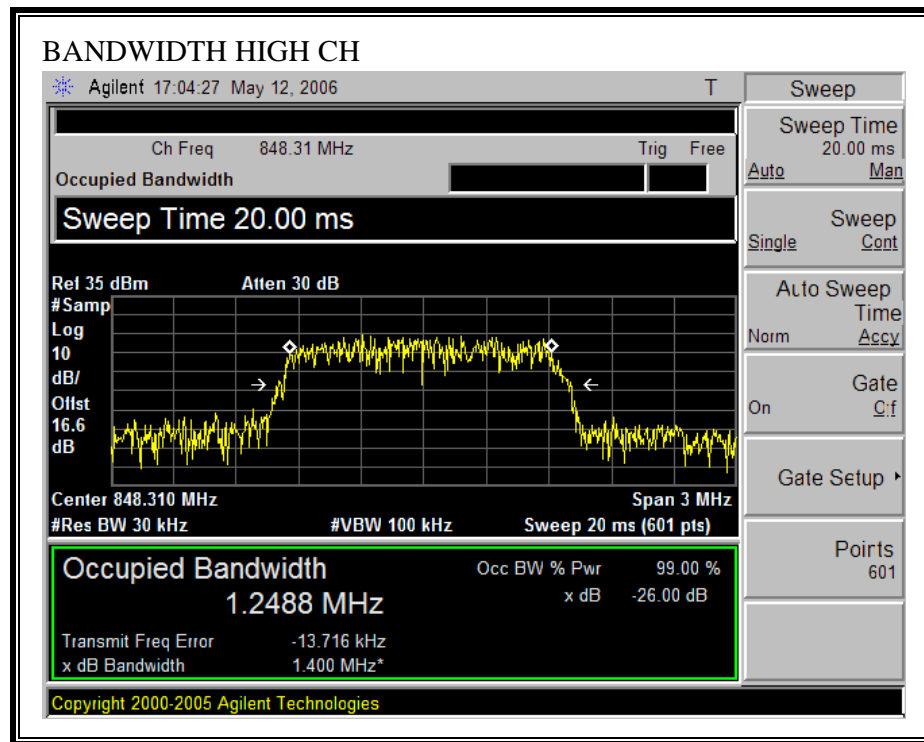 BANDWIDTH HIGH CH
Agilent 17:04:27 May 12, 2006 T
Sweep
Ch Freq 848.31 MHz Trig Free
Occupied Bandwidth
Sweep Time 20.00 ms
Ref 35 dBm Atten 30 dB
#Samp
Log
10
dB/
Offst
16.6
dB
Center 848.310 MHz Span 3 MHz
#Res BW 30 kHz #VBW 100 kHz Sweep 20 ms (601 pts)
Occupied Bandwidth Occ BW % Pwr 99.00 %
1.2488 MHz x dB -26.00 dB
Transmit Freq Error -13.716 kHz
x dB Bandwidth 1.400 MHz*
Copyright 2000-2005 Agilent Technologies
Sweep Time
20.00 ms
Auto Man
Sweep
Single Cont
Auto Sweep
Time
Norm Accy
Gate
On Off
Gate Setup
Points
601